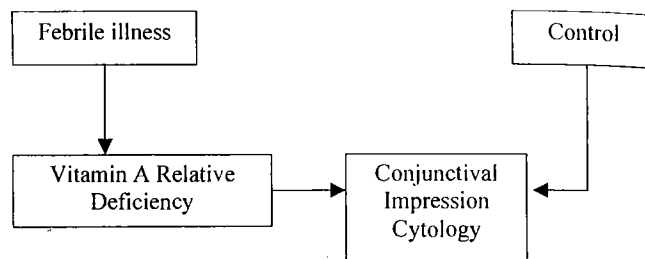 Febrile illness
Control
Vitamin A Relative
Deficiency
Conjunctival
Impression
Cytology